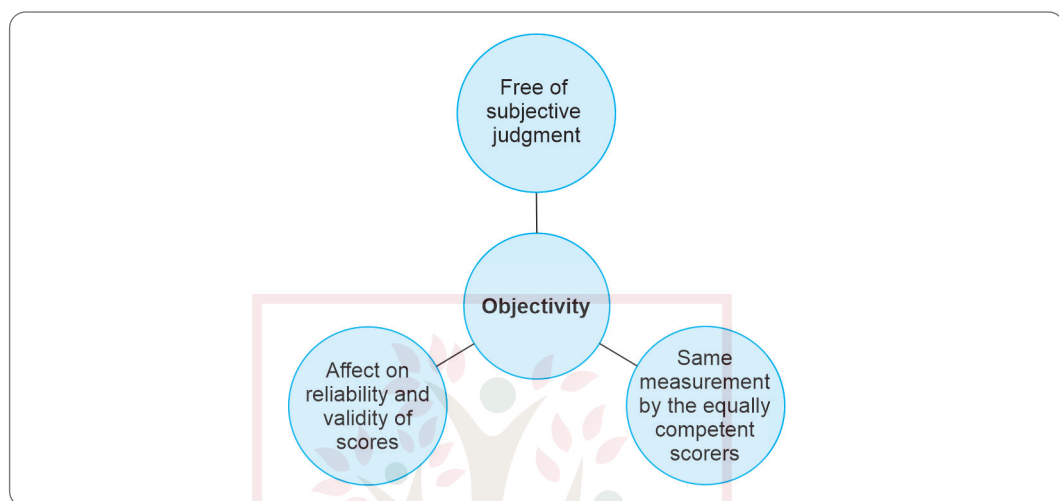 Free of
subjective
judgment
Objectivity
Affect on
reliability and
validity of
scores
Same
measurement
by the equally
competent
scorers